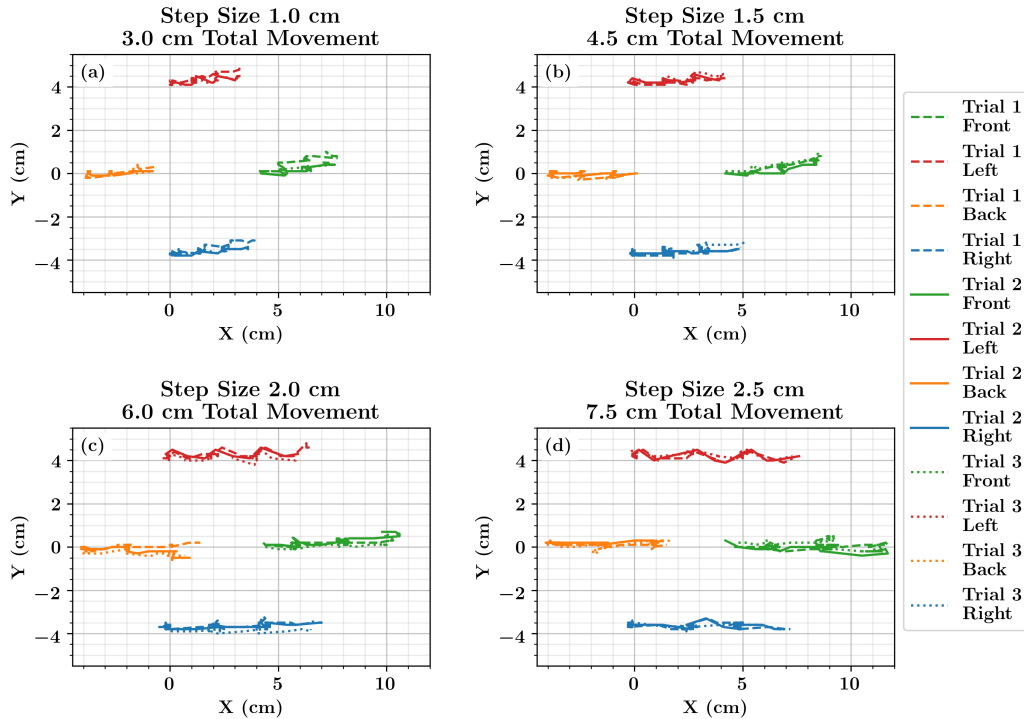 Step Size 1.0 cm
3.0 cm Total Movement
(a)
4
2
0
−2
−4
Y (cm)
0
5
10
X (cm)
Step Size 1.5 cm
4.5 cm Total Movement
(b)
4
2
0
−2
−4
Y (cm)
0
5
10
X (cm)
Step Size 2.0 cm
6.0 cm Total Movement
(c)
4
2
0
−2
−4
Y (cm)
0
5
10
X (cm)
Step Size 2.5 cm
7.5 cm Total Movement
(d)
4
2
0
−2
−4
Y (cm)
0
5
10
X (cm)
Trial 1
Front
Trial 1
Left
Trial 1
Back
Trial 1
Right
Trial 2
Front
Trial 2
Left
Trial 2
Back
Trial 2
Right
Trial 3
Front
Trial 3
Left
Trial 3
Back
Trial 3
Right